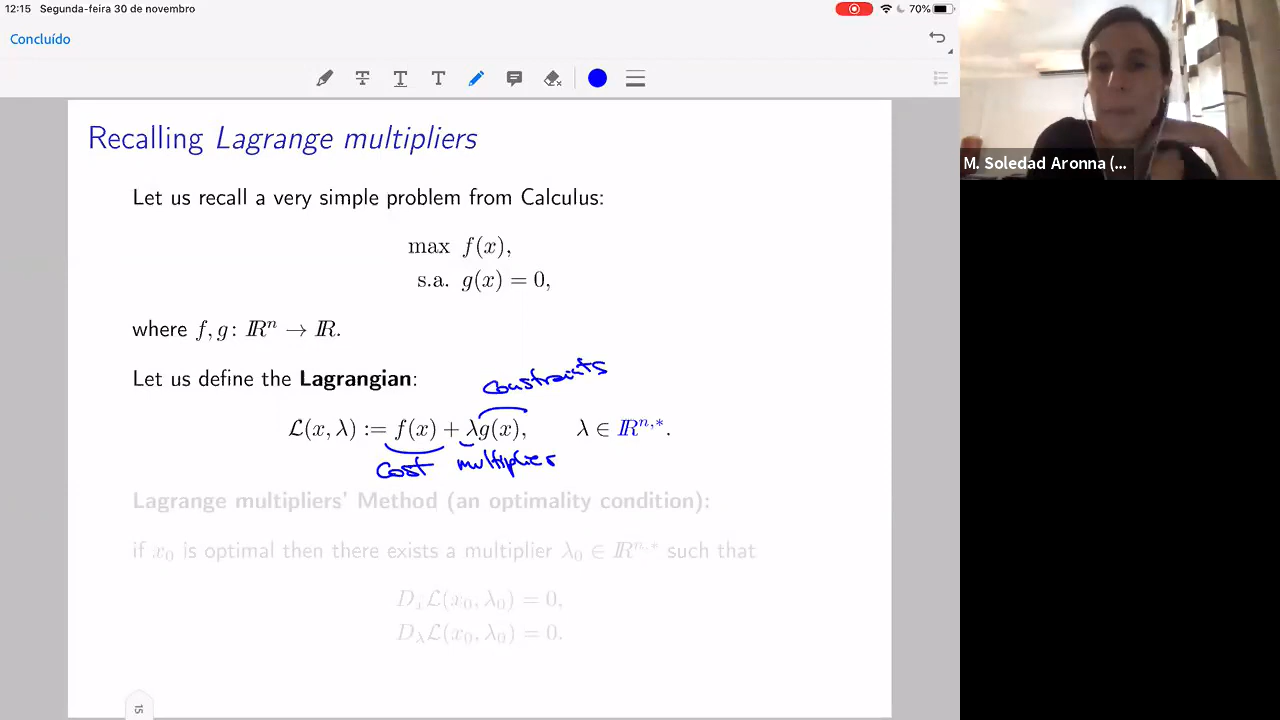 12:15 Segunda-feira 30 de novembro
70%
Concluído
M. Soledad Aronna (...
Recalling Lagrange multipliers
Let us recall a very simple problem from Calculus:
max f(x),
s.a. g(x) = 0,
where f, g: ℝⁿ → ℝ.
Let us define the Lagrangian:
constraints
ℒ(x, λ) := f(x) + λg(x), λ ∈ ℝⁿ,*.
cost multiplier
Lagrange multipliers' Method (an optimality condition):
if x₀ is optimal then there exists a multiplier λ₀ ∈ ℝⁿ,* such that
Dₓℒ(x₀, λ₀) = 0,
D_λℒ(x₀, λ₀) = 0.
15